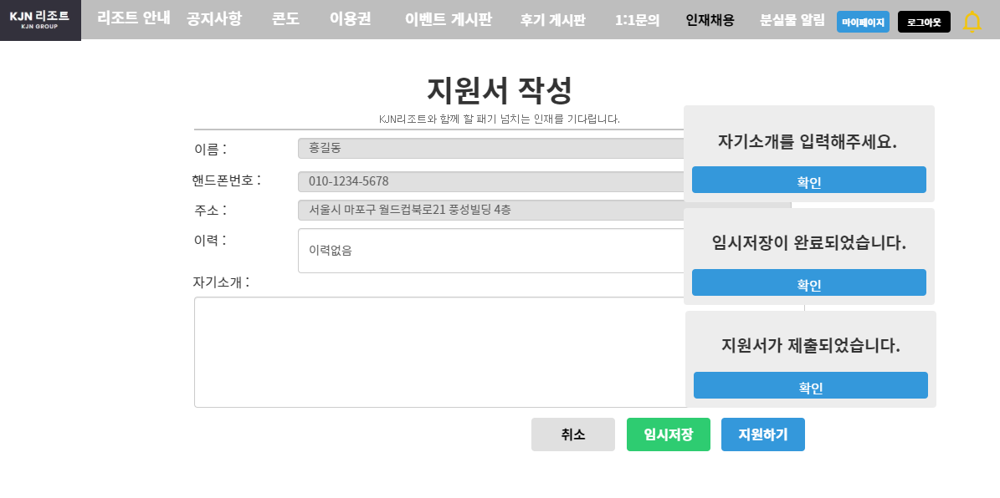 KJN 리조트
KJN GROUP
리조트 안내 공지사항 콘도 이용권 이벤트 게시판 후기 게시판 1:1문의 인재채용 분실물 알림 마이페이지 로그아웃
지원서 작성
KJN리조트와 함께 할 패기 넘치는 인재를 기다립니다.
이름 : 홍길동
핸드폰번호 : 010-1234-5678
주소 : 서울시 마포구 월드컵북로21 풍성빌딩 4층
이력 : 이력없음
자기소개 :
자기소개를 입력해주세요.
확인
임시저장이 완료되었습니다.
확인
지원서가 제출되었습니다.
확인
취소 임시저장 지원하기